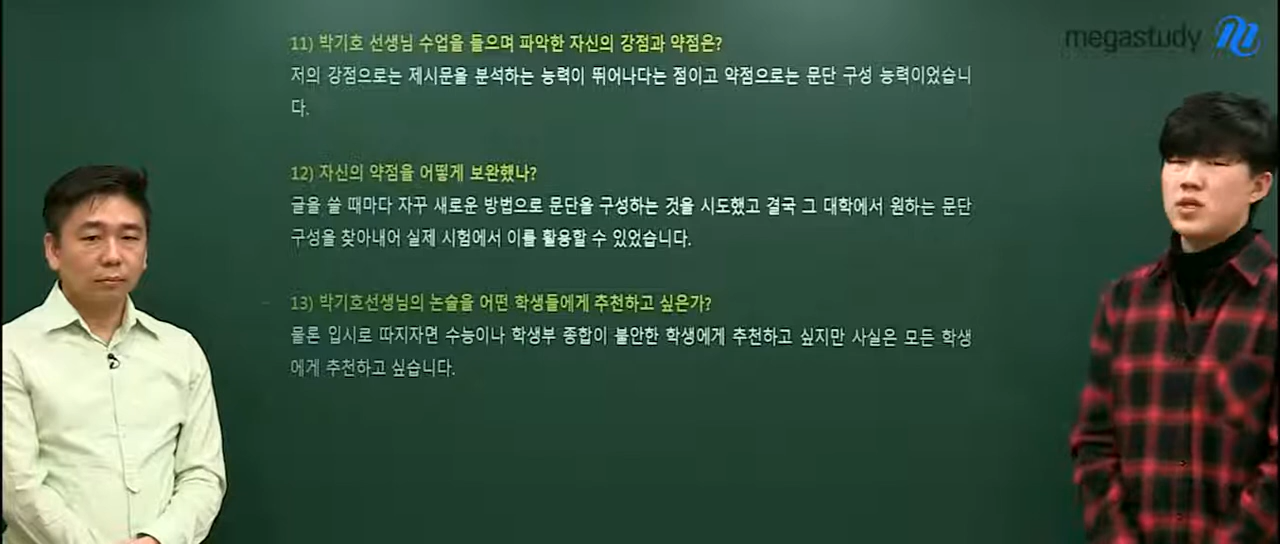 megastudy
11) 박기호 선생님 수업을 들으며 파악한 자신의 강점과 약점은?
저의 강점으로는 제시문을 분석하는 능력이 뛰어나다는 점이고 약점으로는 문단 구성 능력이었습니
다.
12) 자신의 약점을 어떻게 보완했나?
글을 쓸 때마다 자꾸 새로운 방법으로 문단을 구성하는 것을 시도했고 결국 그 대학에서 원하는 문단
구성을 찾아내어 실제 시험에서 이를 활용할 수 있었습니다.
13) 박기호선생님의 논술을 어떤 학생들에게 추천하고 싶은가?
물론 입시로 따지자면 수능이나 학생부 종합이 불안한 학생에게 추천하고 싶지만 사실은 모든 학생
에게 추천하고 싶습니다.